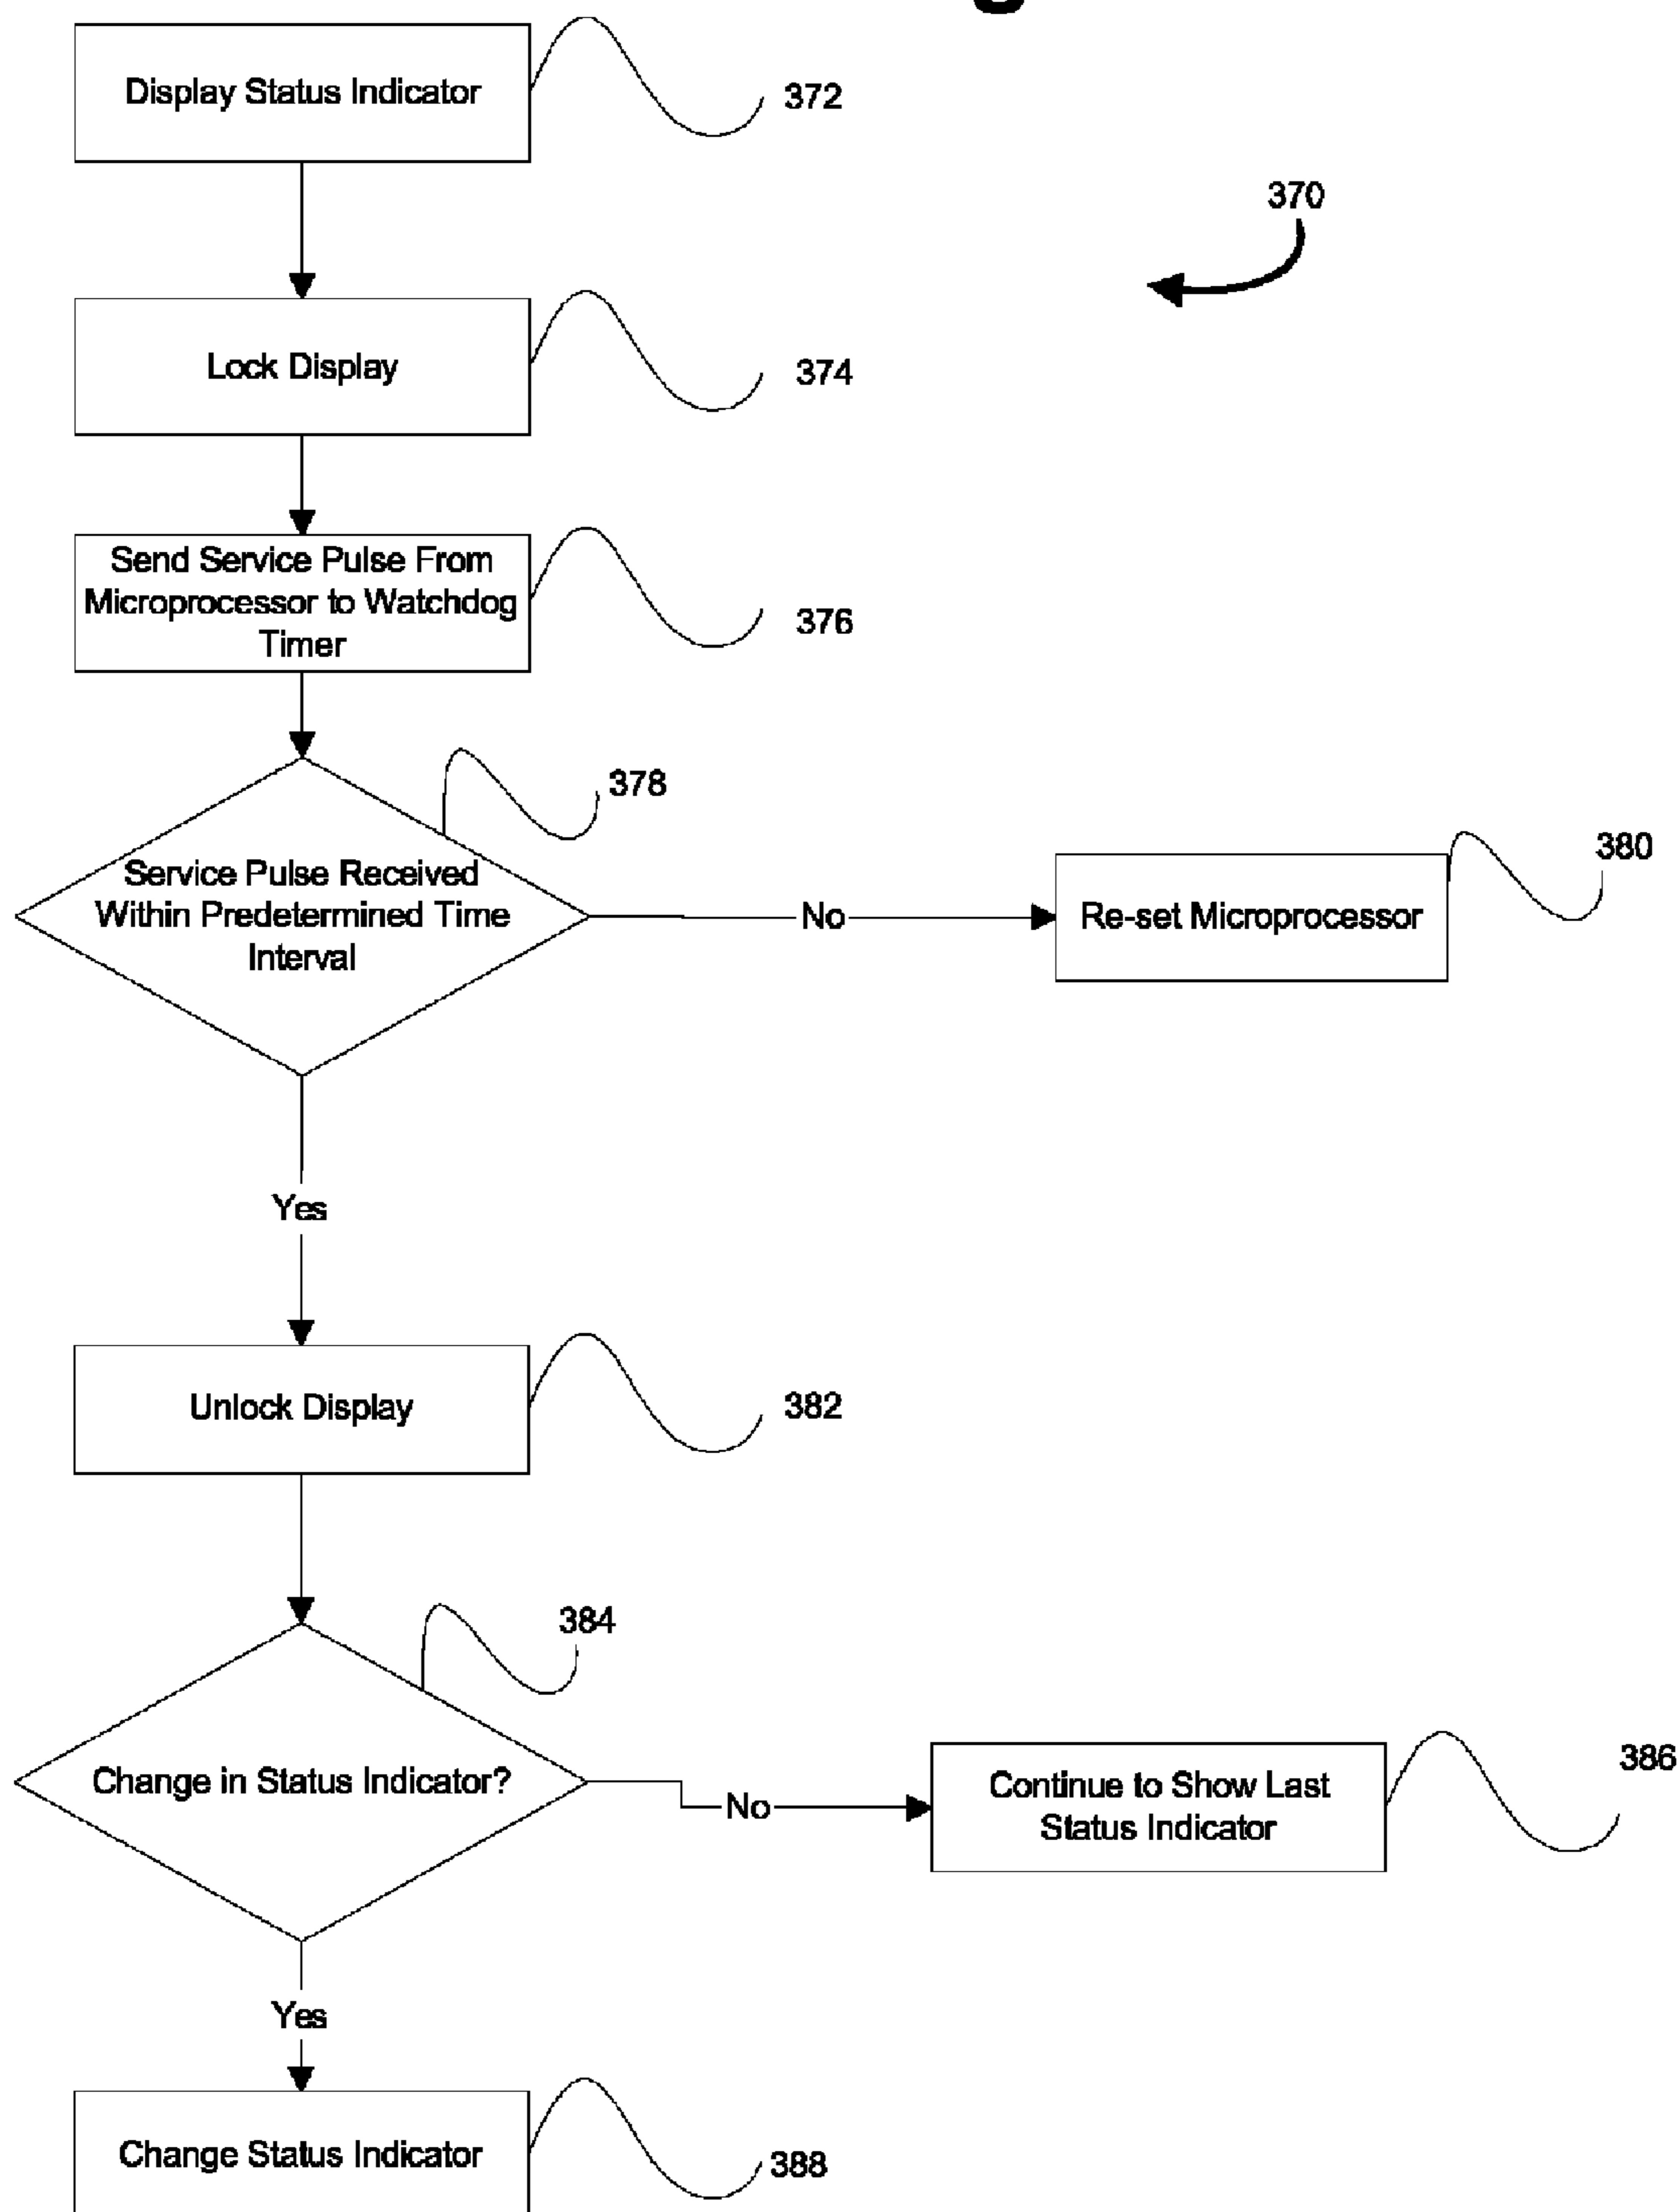 Display Status Indicator
372
370
Lock Display
374
Send Service Pulse From
Microprocessor to Watchdog
Timer
376
378
Service Pulse Received
Within Predetermined Time
Interval
No
380
Re-set Microprocessor
Yes
Unlock Display
382
384
Change in Status Indicator?
No
Continue to Show Last
Status Indicator
386
Yes
Change Status Indicator
388